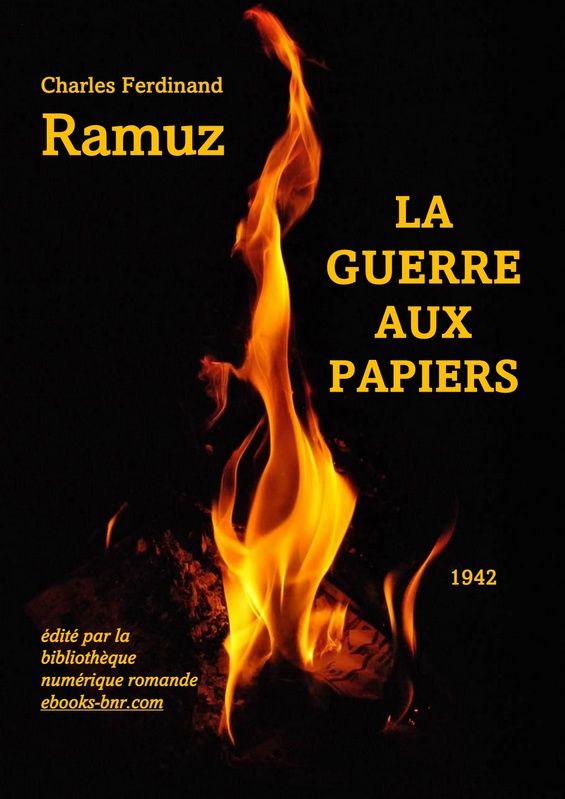 Charles Ferdinand
Ramuz
LA
GUERRE
AUX
PAPIERS
1942
édité par la
bibliothèque
numérique romande
ebooks-bnr.com